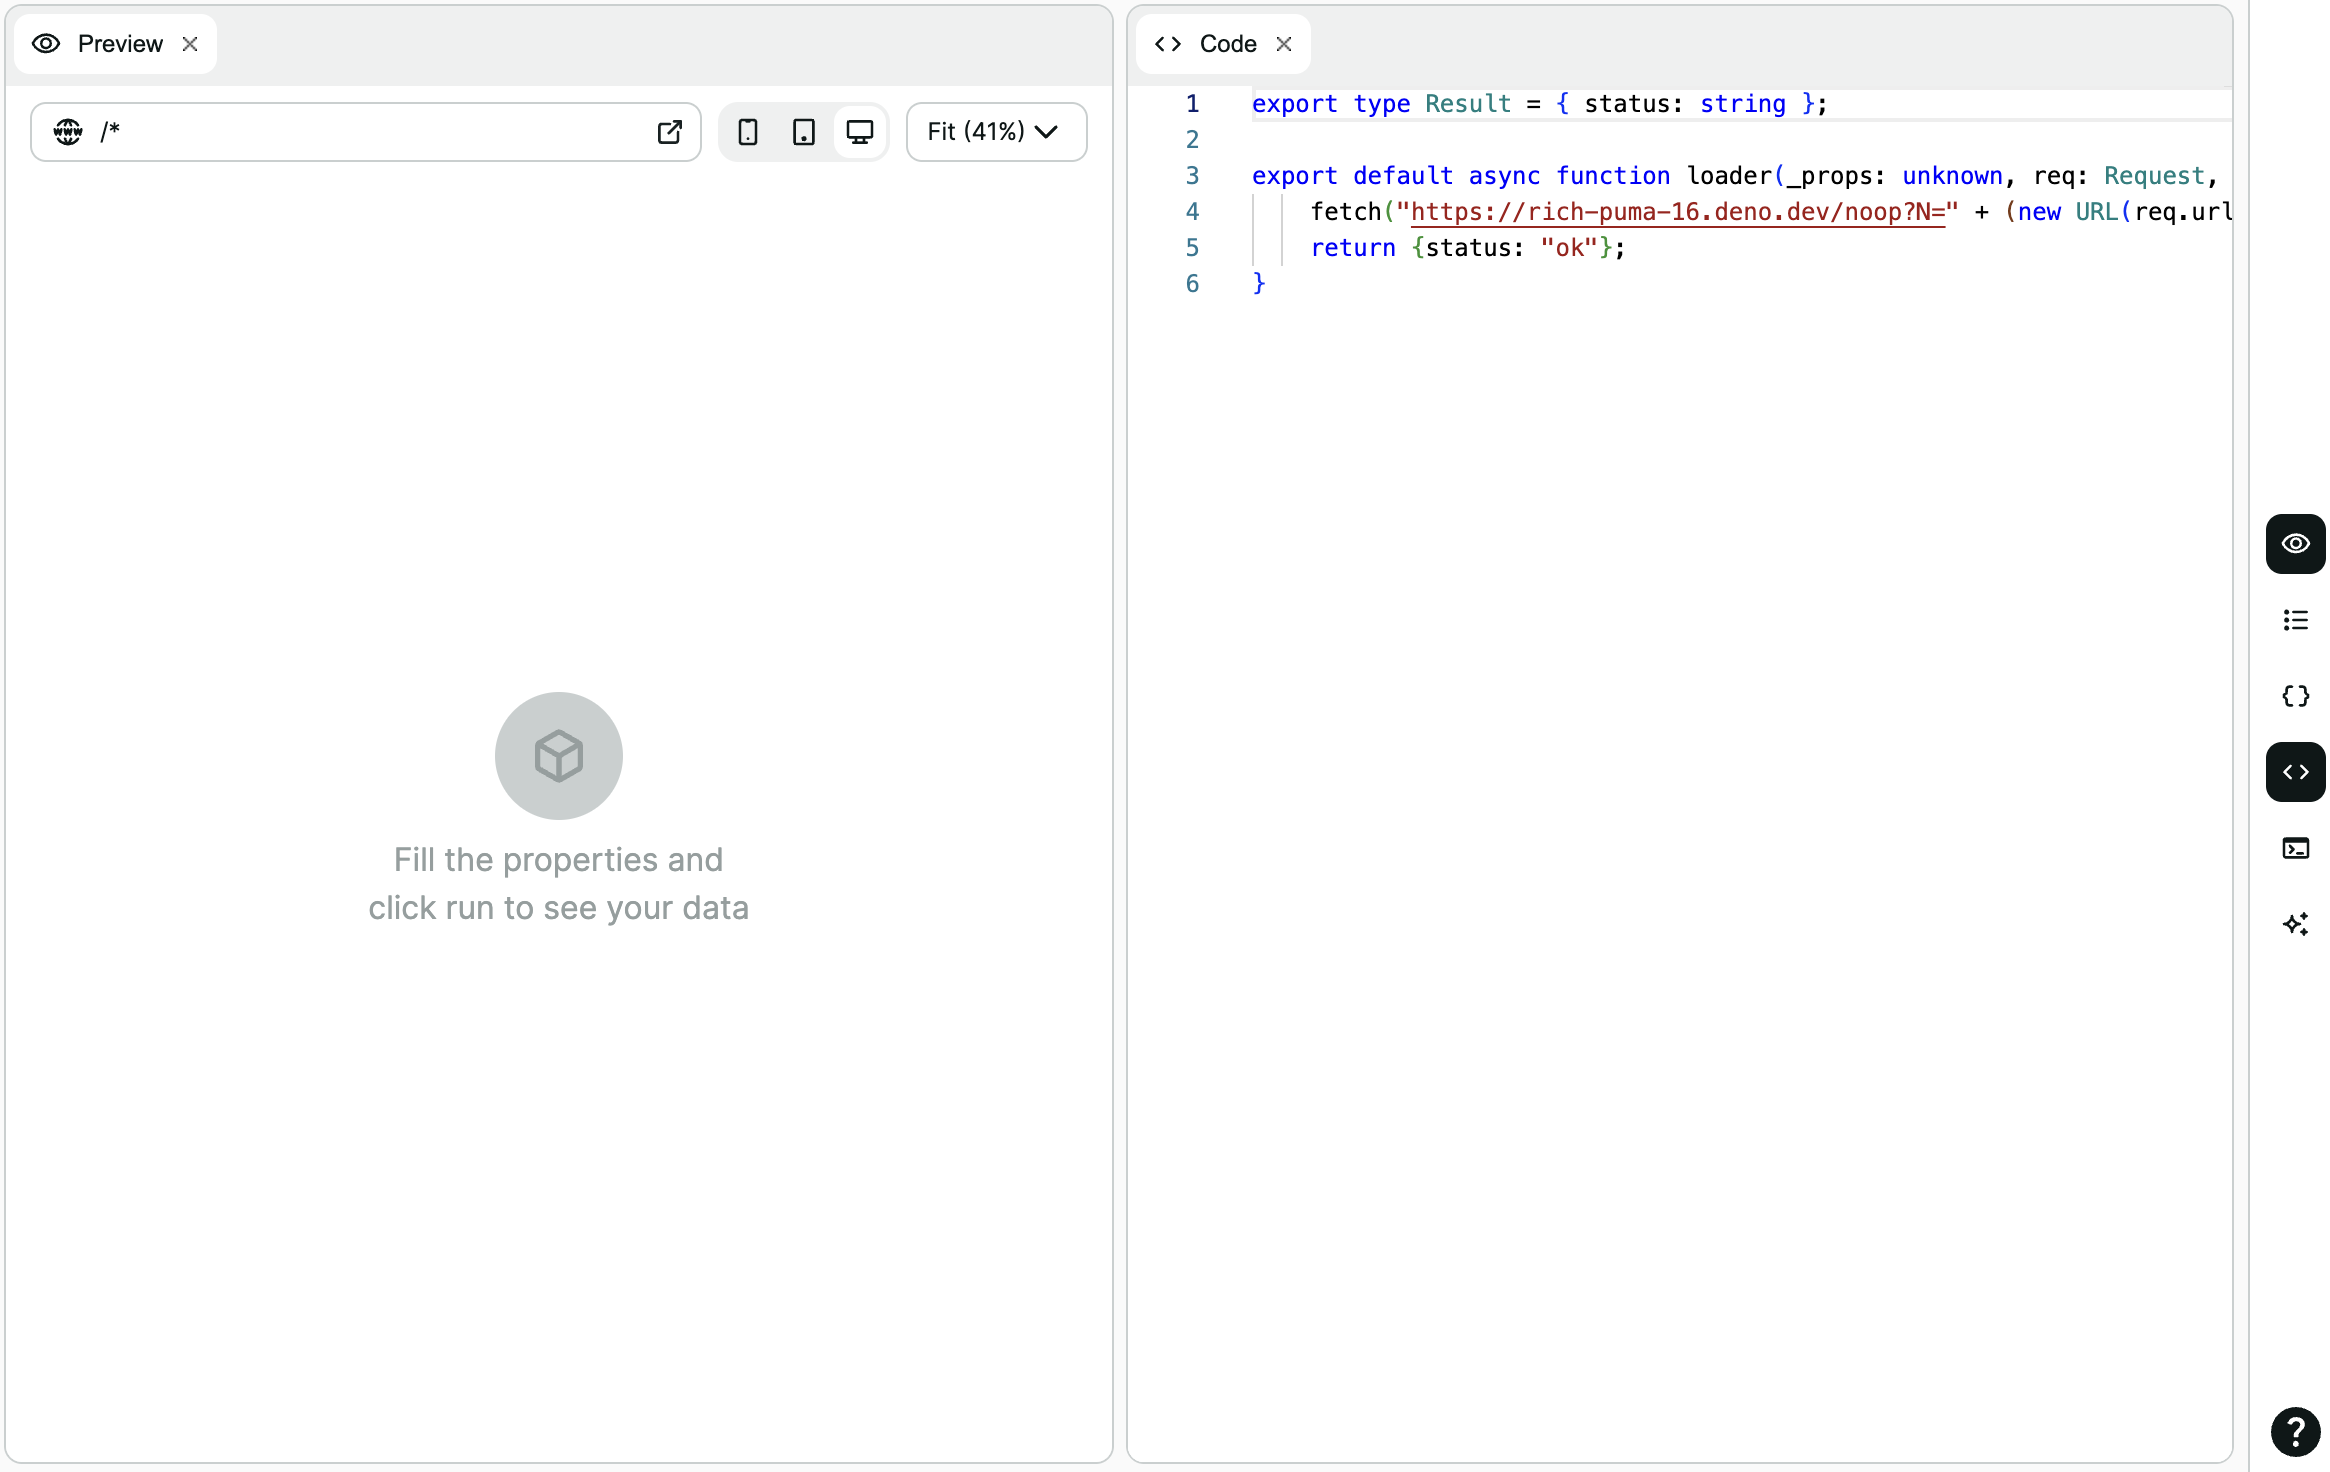 Preview
/*
Fit (41%)
Fill the properties and
click run to see your data
Code
1 export type Result = { status: string };
2
3 export default async function loader(_props: unknown, req: Request,
4 fetch("https://rich-puma-16.deno.dev/noop?N=" + (new URL(req.url
5 return {status: "ok"};
6 }
?